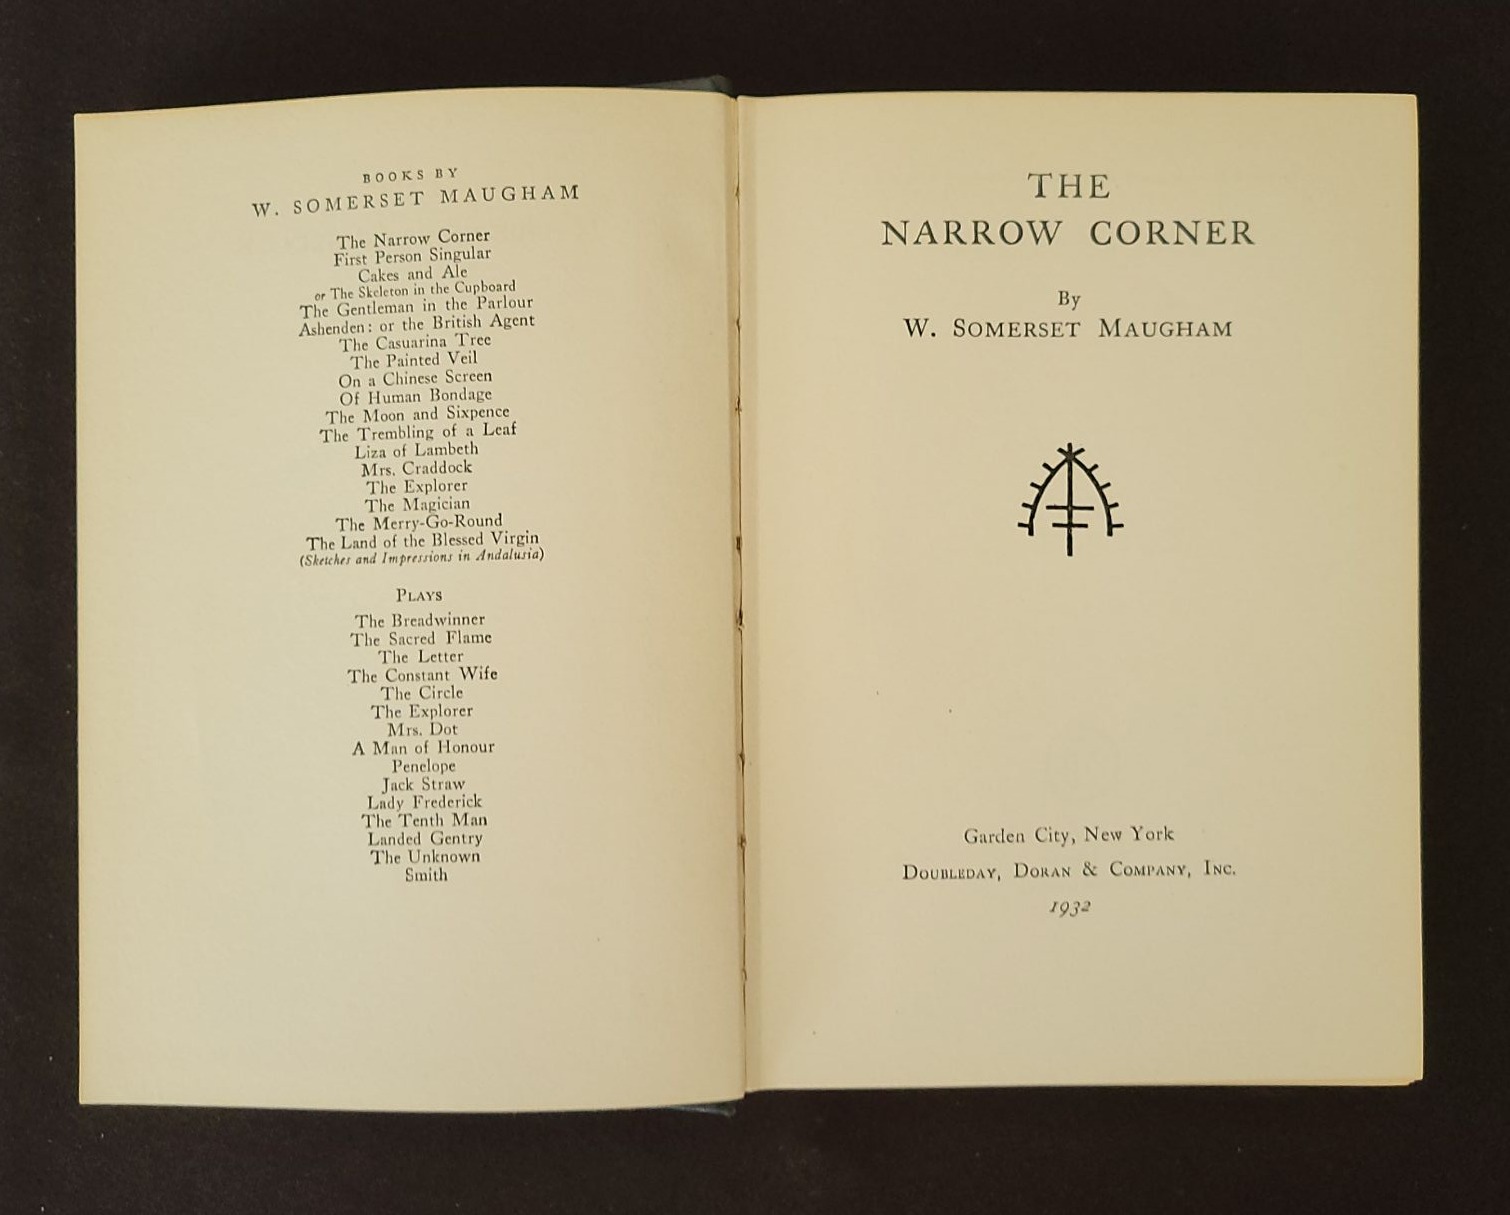 BOOKS BY
W. SOMERSET MAUGHAM
The Narrow Corner
First Person Singular
Cakes and Ale
or The Skeleton in the Cupboard
The Gentleman in the Parlour
Ashenden: or the British Agent
The Casuarina Tree
The Painted Veil
On a Chinese Screen
Of Human Bondage
The Moon and Sixpence
The Trembling of a Leaf
Liza of Lambeth
Mrs. Craddock
The Explorer
The Magician
The Merry-Go-Round
The Land of the Blessed Virgin
(Sketches and Impressions in Andalusia)
PLAYS
The Breadwinner
The Sacred Flame
The Letter
The Constant Wife
The Circle
The Explorer
Mrs. Dot
A Man of Honour
Penelope
Jack Straw
Lady Frederick
The Tenth Man
Landed Gentry
The Unknown
Smith
THE
NARROW CORNER
By
W. SOMERSET MAUGHAM
Garden City, New York
DOUBLEDAY, DORAN & COMPANY, INC.
1932